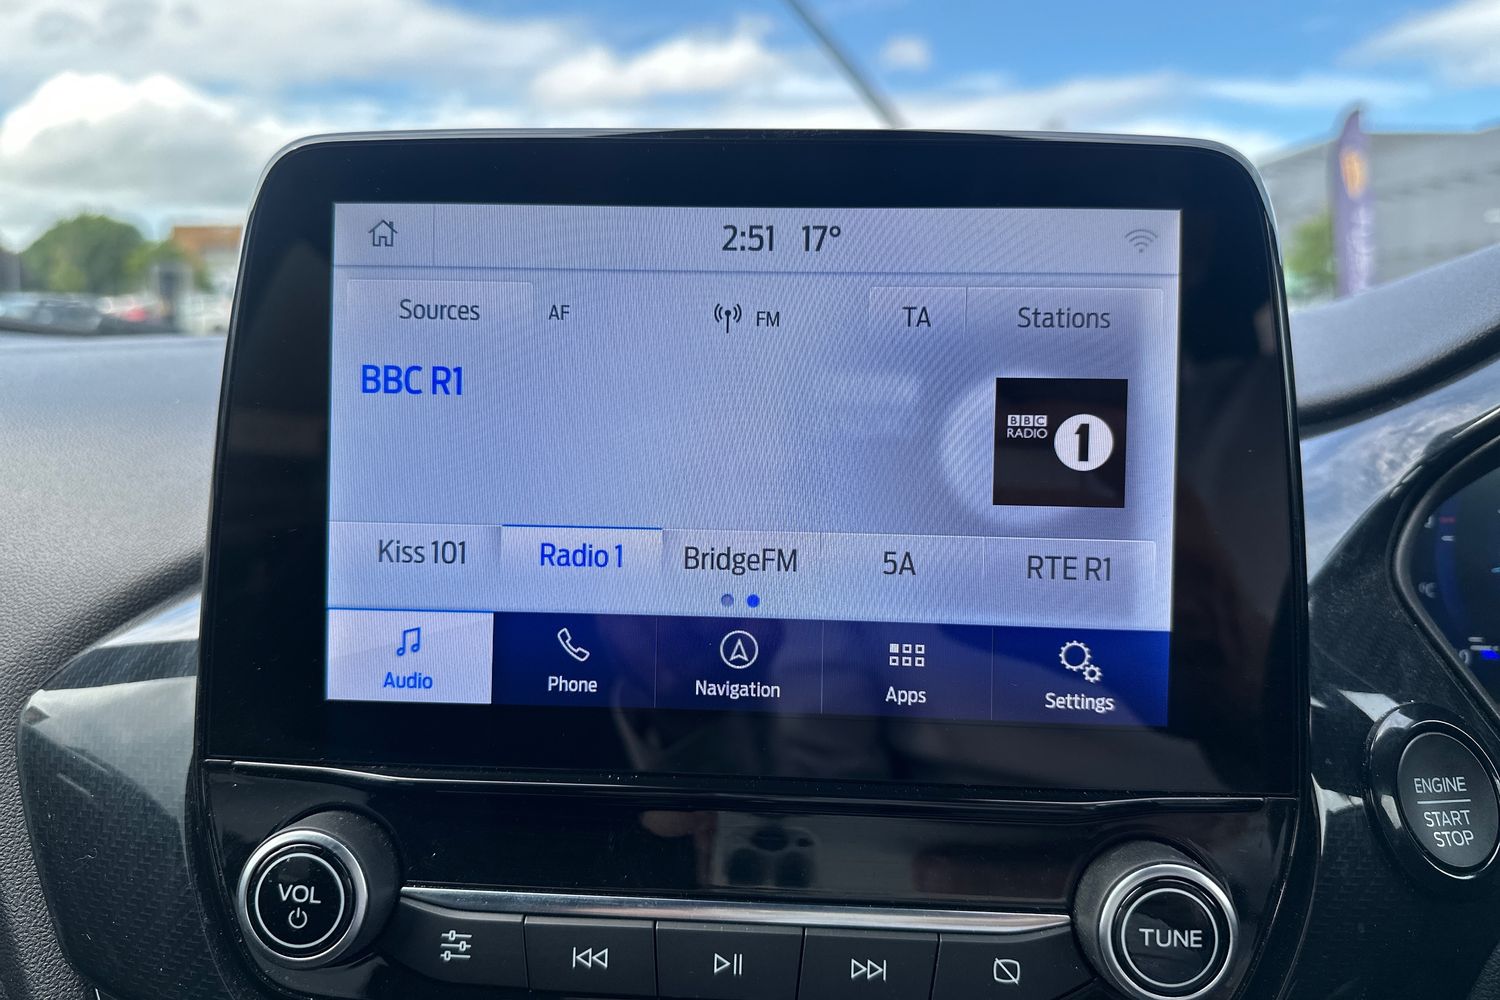 2:51 17°
Sources AF FM TA Stations
BBC R1
BBC
RADIO 1
Kiss 101 Radio 1 BridgeFM 5A RTE R1
Audio Phone Navigation Apps Settings
ENGINE
START
STOP
VOL
TUNE